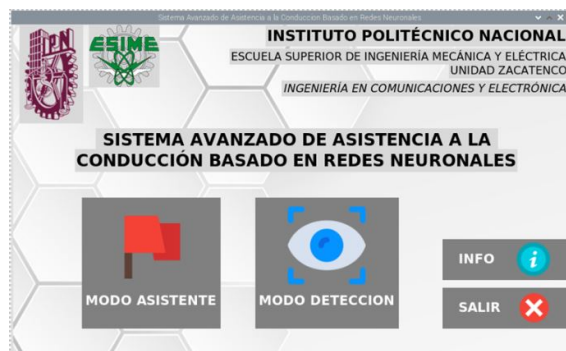 Sistema Avanzado de Asistencia a la Conduccion Basado en Redes Neuronales
IPN
ESIME
INSTITUTO POLITÉCNICO NACIONAL
ESCUELA SUPERIOR DE INGENIERÍA MECÁNICA Y ELÉCTRICA
UNIDAD ZACATENCO
INGENIERÍA EN COMUNICACIONES Y ELECTRÓNICA
SISTEMA AVANZADO DE ASISTENCIA A LA
CONDUCCIÓN BASADO EN REDES NEURONALES
MODO ASISTENTE
MODO DETECCION
INFO
i
SALIR